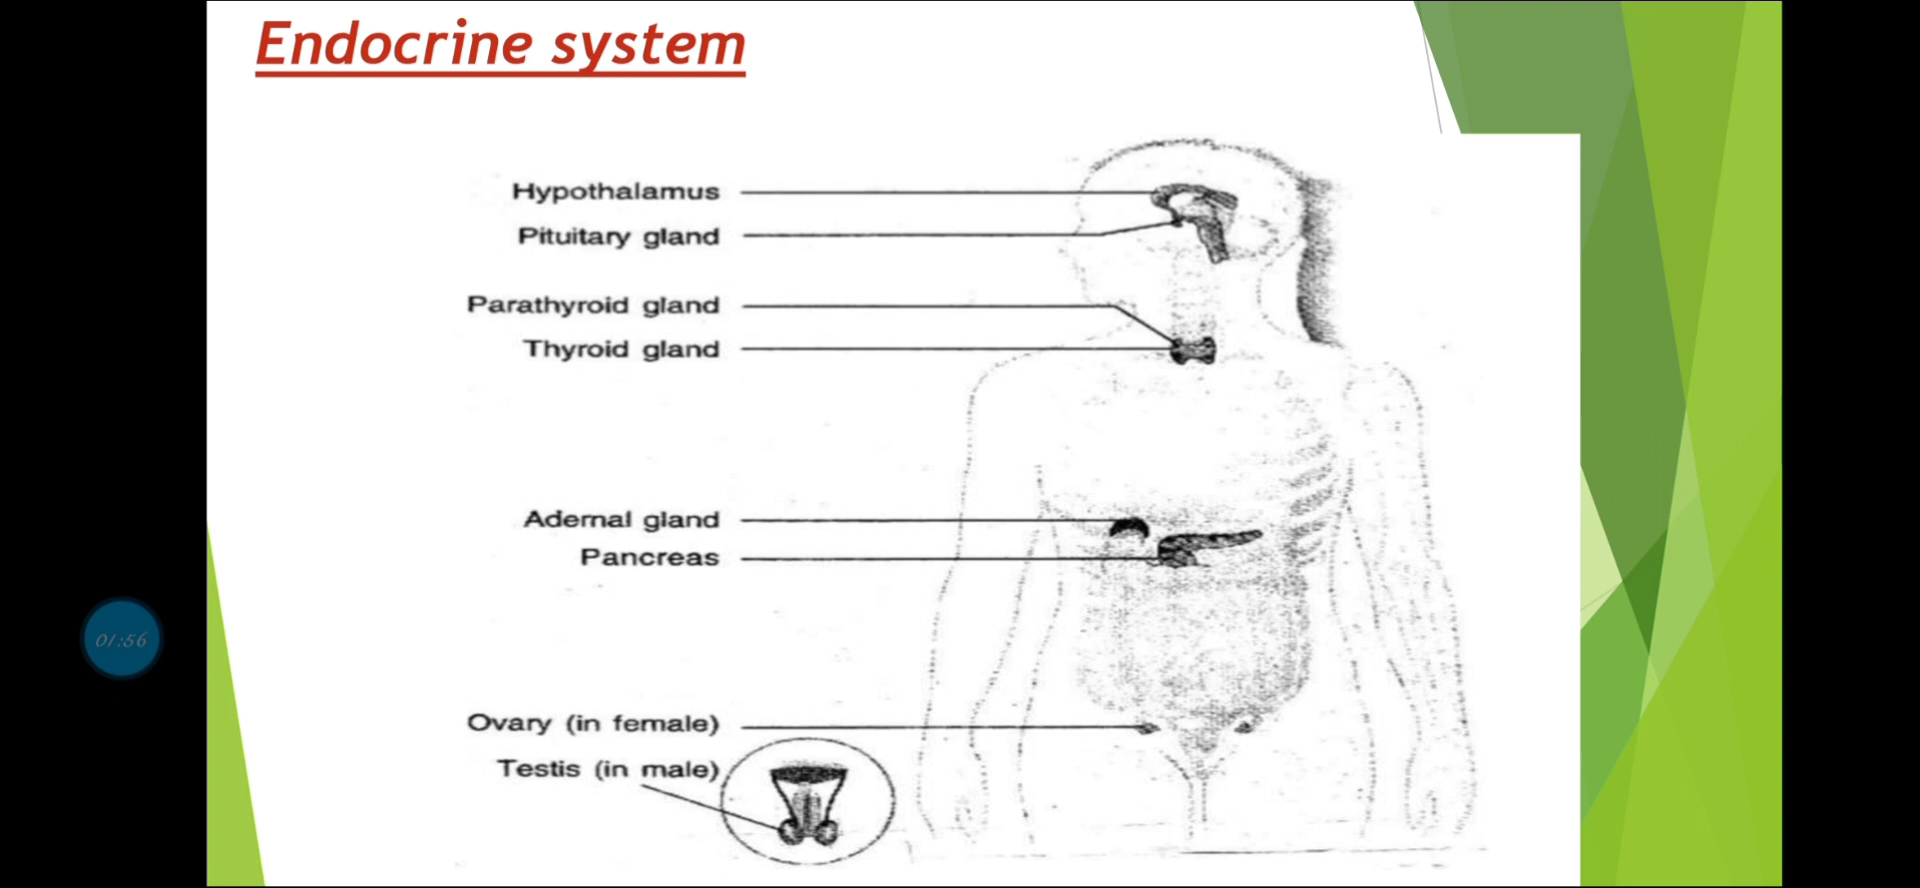 Endocrine system
Hypothalamus
Pituitary gland
Parathyroid gland
Thyroid gland
Adernal gland
Pancreas
Ovary (in female)
Testis (in male)
01:56